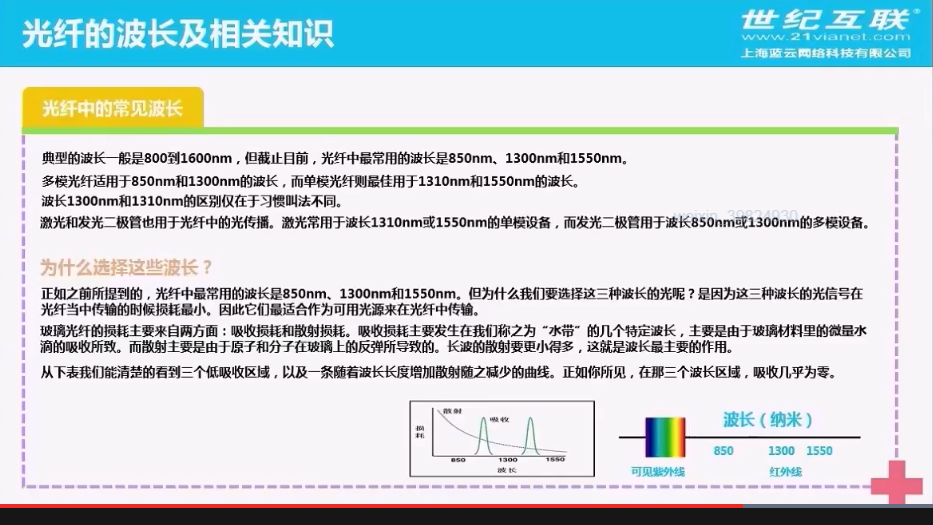 光纤的波长及相关知识
世纪互联
www.21vianet.com
上海蓝云网络科技有限公司
光纤中的常见波长
典型的波长一般是800到1600nm，但截止目前，光纤中最常用的波长是850nm、1300nm和1550nm。
多模光纤适用于850nm和1300nm的波长，而单模光纤则最佳用于1310nm和1550nm的波长。
波长1300nm和1310nm的区别仅在于习惯叫法不同。
激光和发光二极管也用于光纤中的光传播。激光常用于波长1310nm或1550nm的单模设备，而发光二极管用于波长850nm或1300nm的多模设备。
为什么选择这些波长？
正如之前所提到的，光纤中最常用的波长是850nm、1300nm和1550nm。但为什么我们要选择这三种波长的光呢？是因为这三种波长的光信号在
光纤当中传输的时候损耗最小。因此它们最适合作为可用光源来在光纤中传输。
玻璃光纤的损耗主要来自两方面：吸收损耗和散射损耗。吸收损耗主要发生在我们称之为“水带”的几个特定波长，主要是由于玻璃材料里的微量水
滴的吸收所致。而散射主要是由于原子和分子在玻璃上的反弹所导致的。长波的散射要更小得多，这就是波长最主要的作用。
从下表我们能清楚的看到三个低吸收区域，以及一条随着波长长度增加散射随之减少的曲线。正如你所见，在那三个波长区域，吸收几乎为零。
散射
吸收
损耗
850 1300 1550
波长
波长（纳米）
850 1300 1550
可见紫外线 红外线